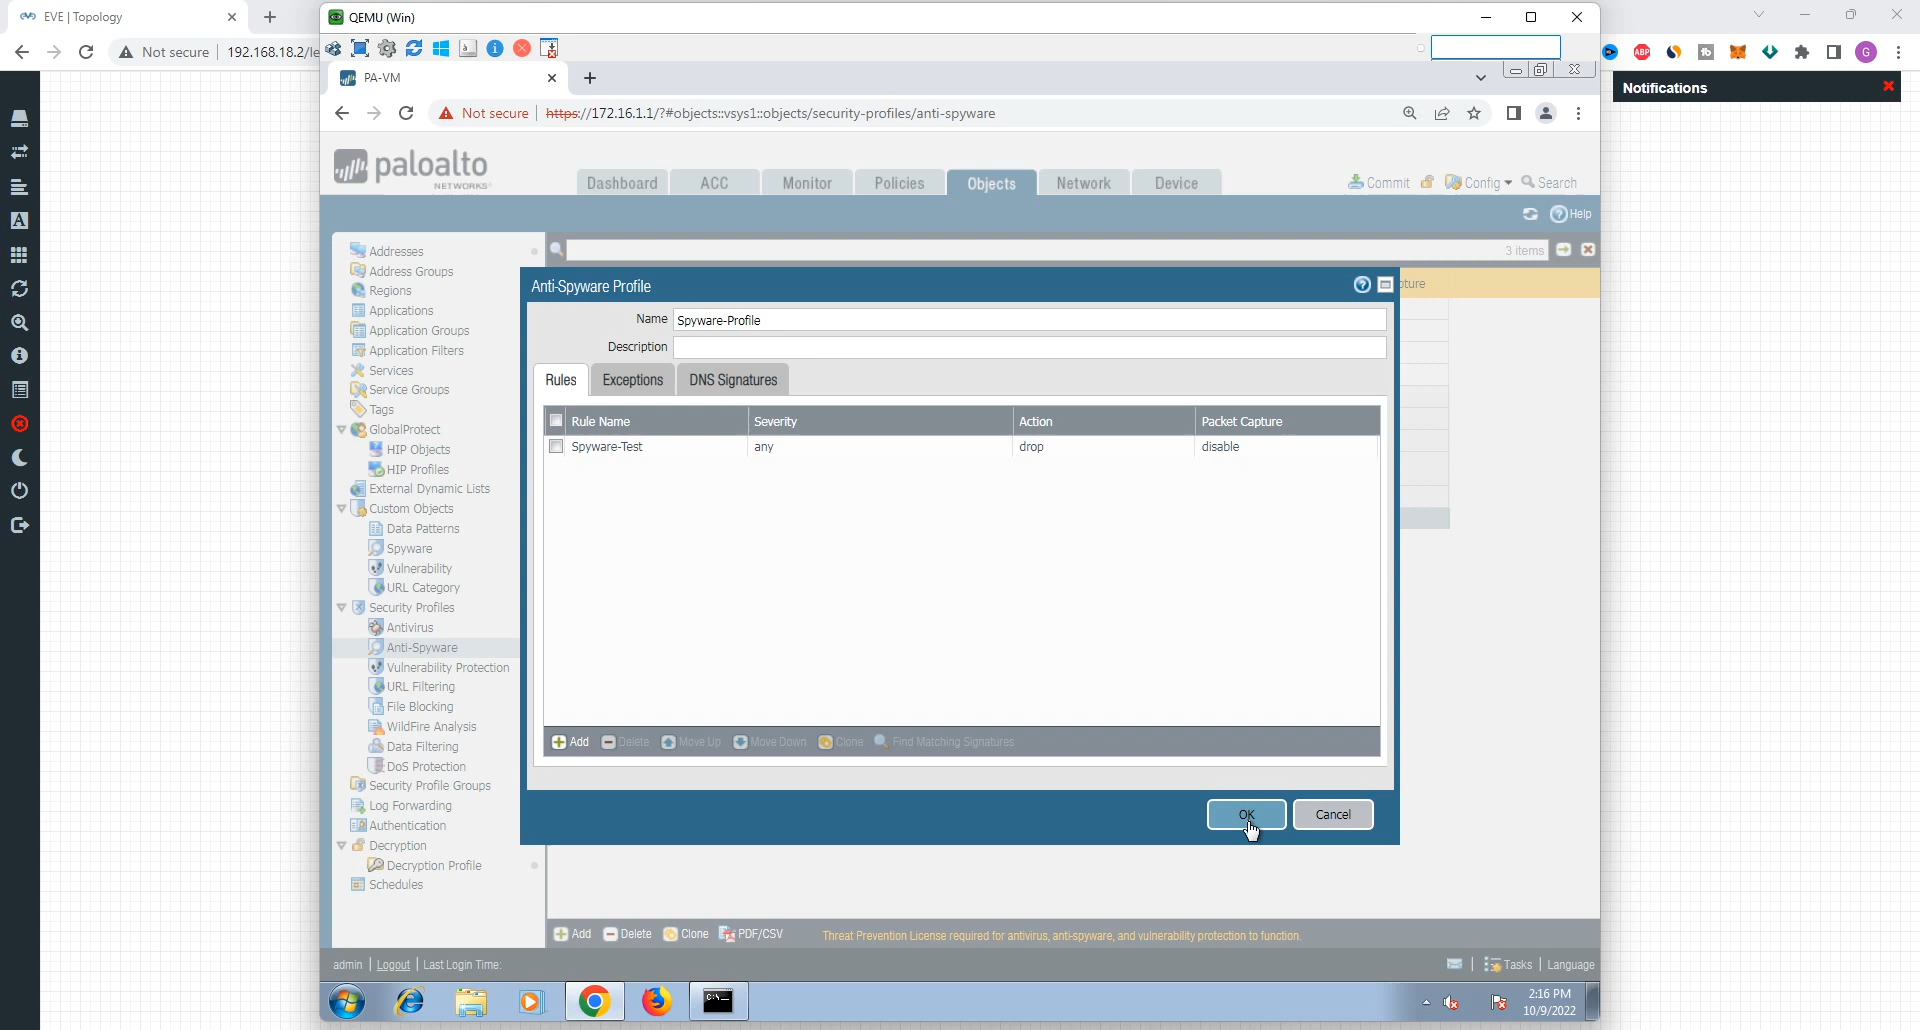 EVE | Topology
QEMU (Win)
Not secure
192.168.18.2/le
ABP
G
PA-VM
Not secure
https://172.16.1.1/?#objects::vsys1::objects/security-profiles/anti-spyware
Notifications
paloalto
NETWORKS
Dashboard
ACC
Monitor
Policies
Objects
Network
Device
Commit
Config
Search
Help
3 items
Addresses
Address Groups
Regions
Applications
Application Groups
Application Filters
Services
Service Groups
Tags
GlobalProtect
HIP Objects
HIP Profiles
External Dynamic Lists
Custom Objects
Data Patterns
Spyware
Vulnerability
URL Category
Security Profiles
Antivirus
Anti-Spyware
Vulnerability Protection
URL Filtering
File Blocking
WildFire Analysis
Data Filtering
DoS Protection
Security Profile Groups
Log Forwarding
Authentication
Decryption
Decryption Profile
Schedules
Anti-Spyware Profile
pture
Name Spyware-Profile
Description
Rules
Exceptions
DNS Signatures
Rule Name Severity Action Packet Capture
Spyware-Test any drop disable
Add Delete Move Up Move Down Clone Find Matching Signatures
OK Cancel
Add Delete Clone PDF/CSV Threat Prevention License required for antivirus, anti-spyware, and vulnerability protection to function.
admin | Logout | Last Login Time:
Tasks | Language
C:\
2:16 PM
10/9/2022